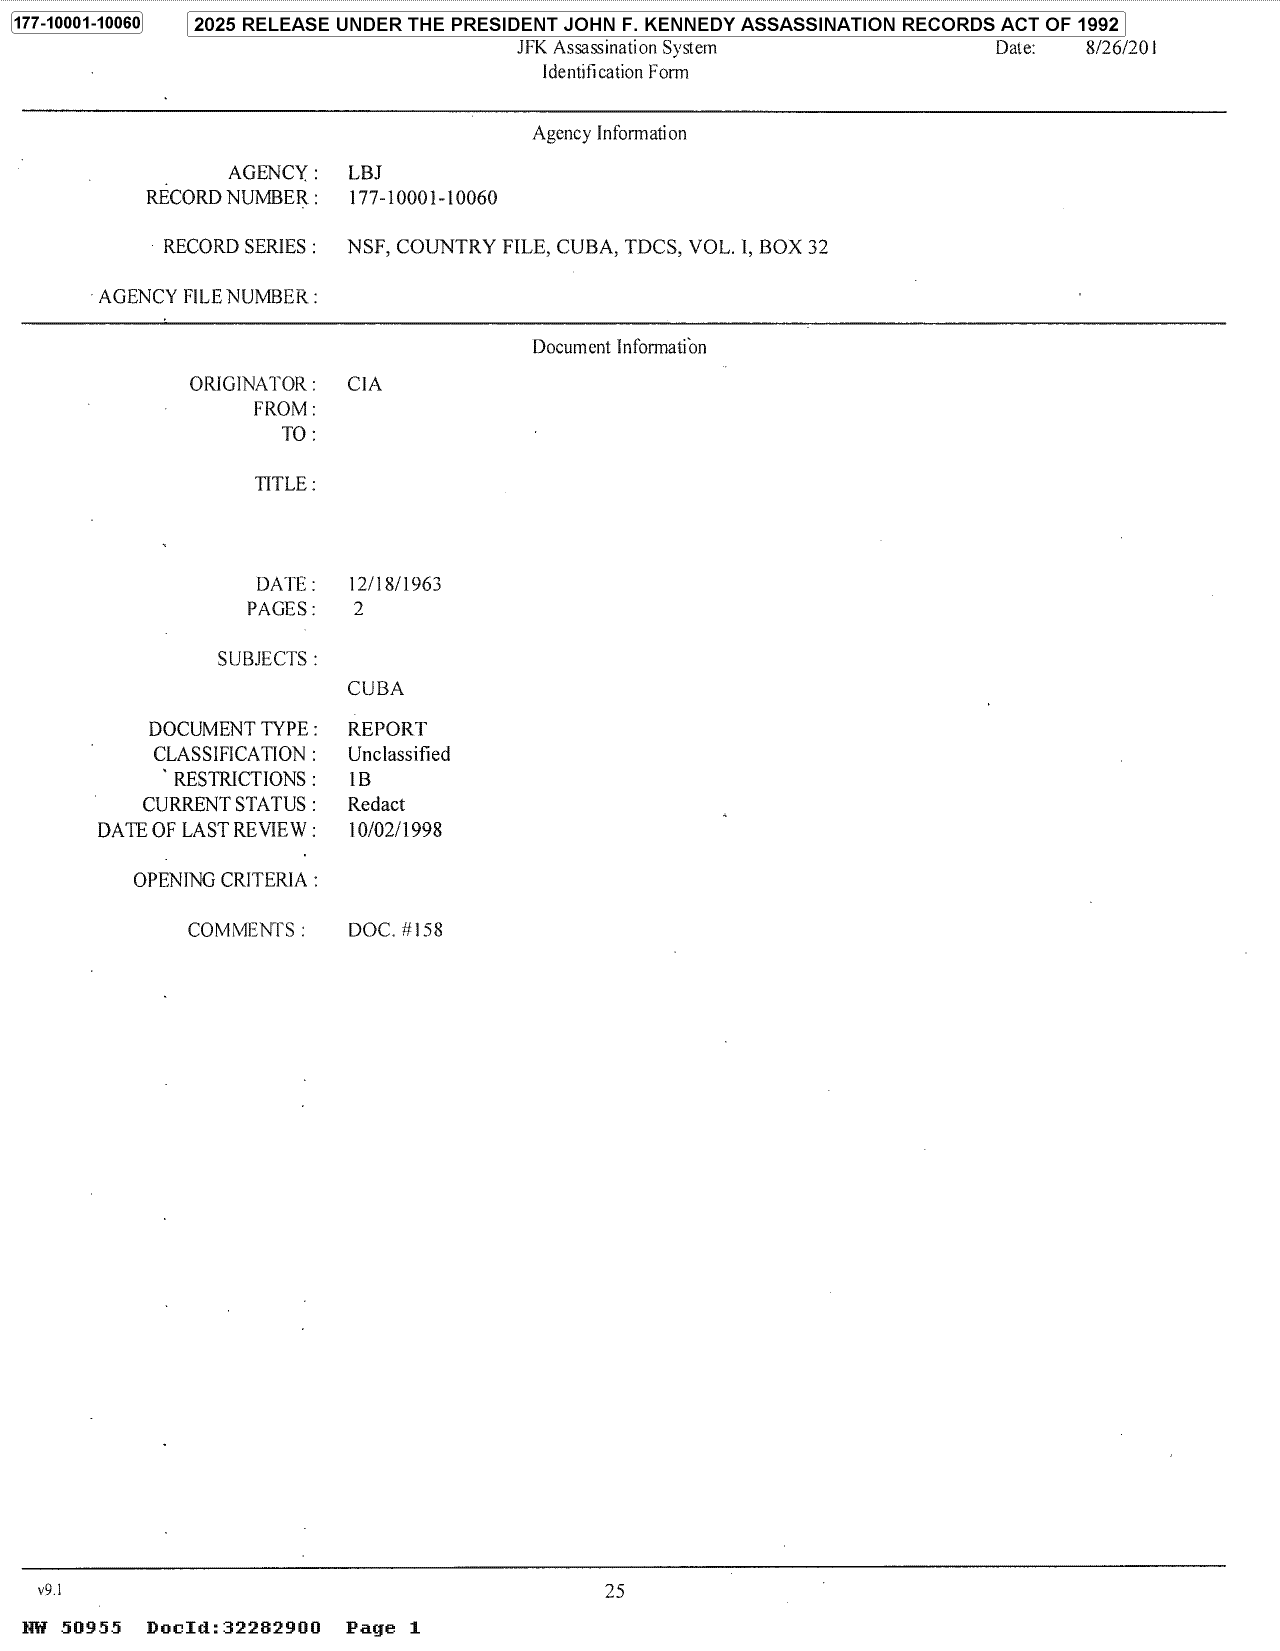 177-10001-10060 2025 RELEASE UNDER THE PRESIDENT JOHN F. KENNEDY ASSASSINATION RECORDS ACT OF 1992
JFK Assassination System Date: 8/26/201
Identification Form
Agency Information
AGENCY : LBJ
RECORD NUMBER : 177-10001-10060
RECORD SERIES : NSF, COUNTRY FILE, CUBA, TDCS, VOL. I, BOX 32
AGENCY FILE NUMBER :
Document Information
ORIGINATOR : CIA
FROM :
TO :
TITLE :
DATE : 12/18/1963
PAGES : 2
SUBJECTS :
CUBA
DOCUMENT TYPE : REPORT
CLASSIFICATION : Unclassified
RESTRICTIONS : 1B
CURRENT STATUS : Redact
DATE OF LAST REVIEW : 10/02/1998
OPENING CRITERIA :
COMMENTS : DOC. #158
v9.1 25
NW 50955 DocId:32282900 Page 1